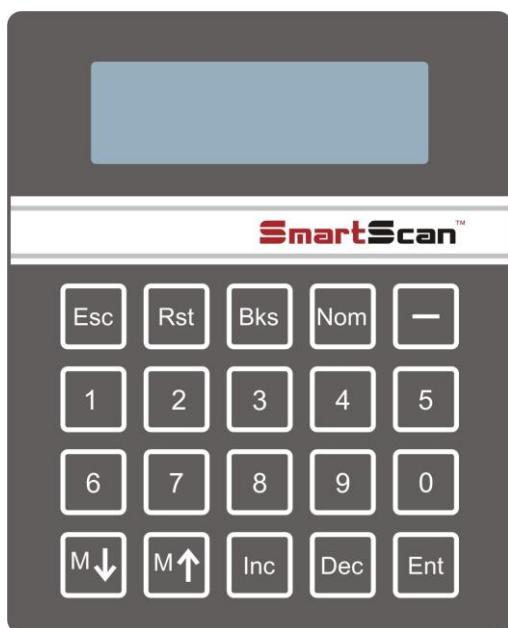 SmartScan™
Esc Rst Bks Nom —
1 2 3 4 5
6 7 8 9 0
M↓ M↑ Inc Dec Ent